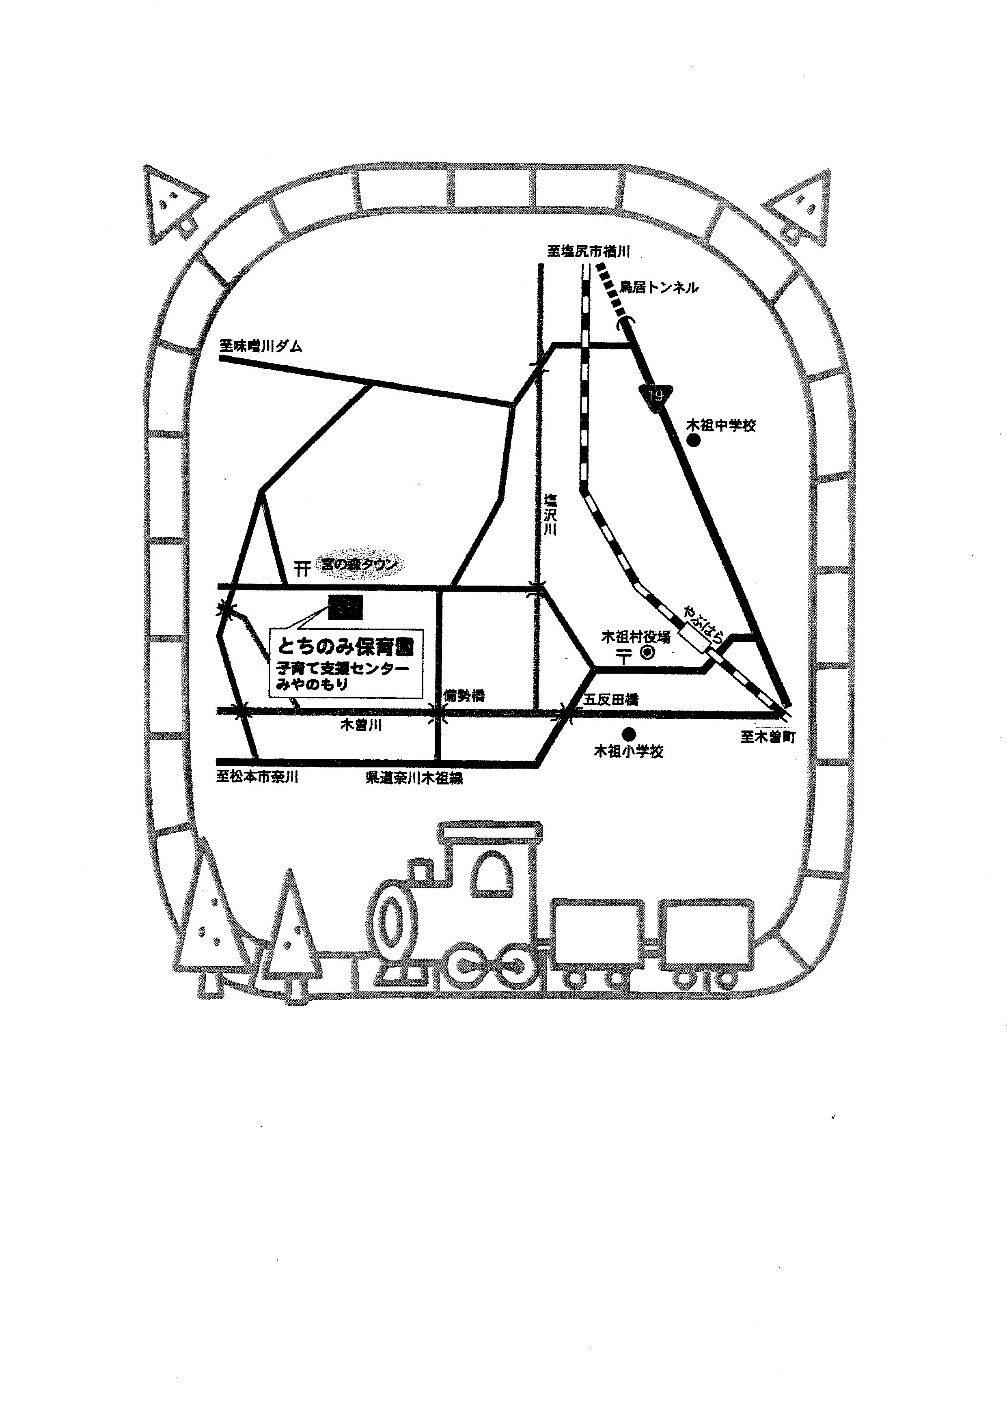 至塩尻市楢川
鳥居トンネル
至味噌川ダム
19
木祖中学校
塩沢川
宮の森タウン
やぶはら
木祖村役場
〒
とちのみ保育園
子育て支援センター
みやのもり
備勢橋
五反田橋
木曽川
木祖小学校
至木曽町
至松本市奈川
県道奈川木祖線